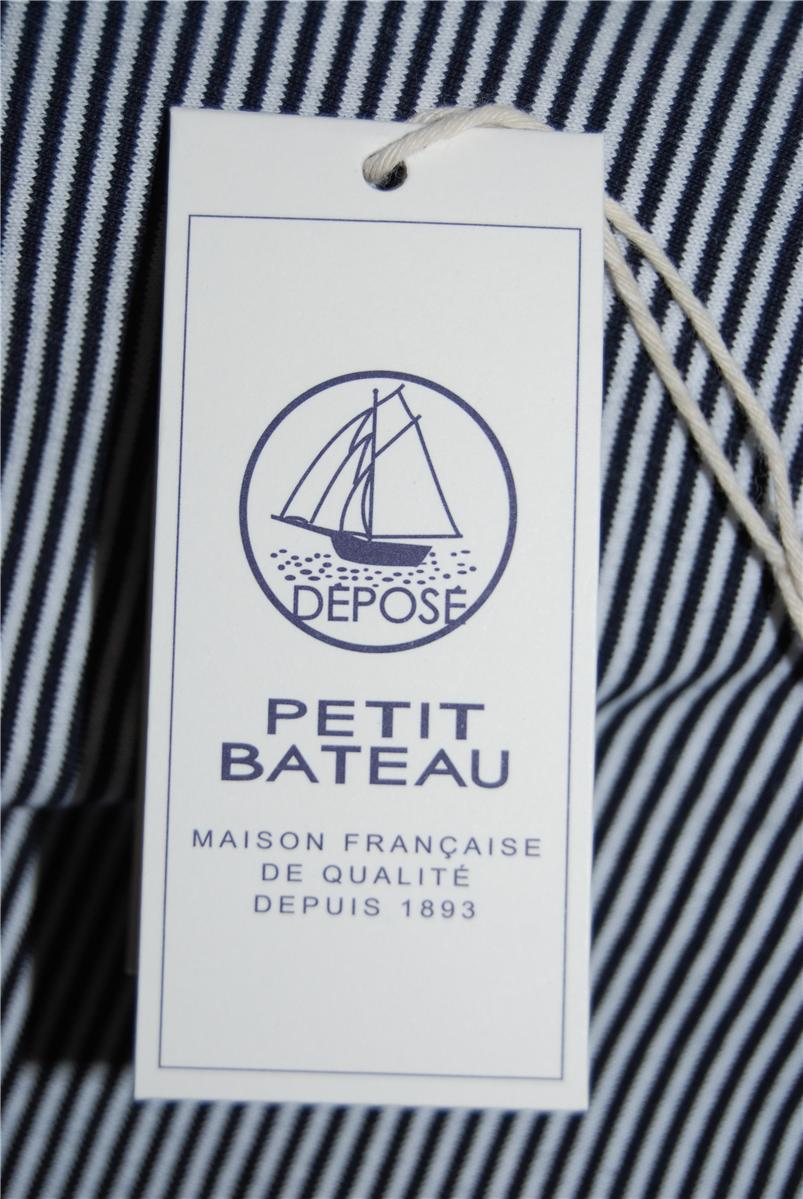 DÉPOSÉ
PETIT
BATEAU
MAISON FRANÇAISE
DE QUALITÉ
DEPUIS 1893